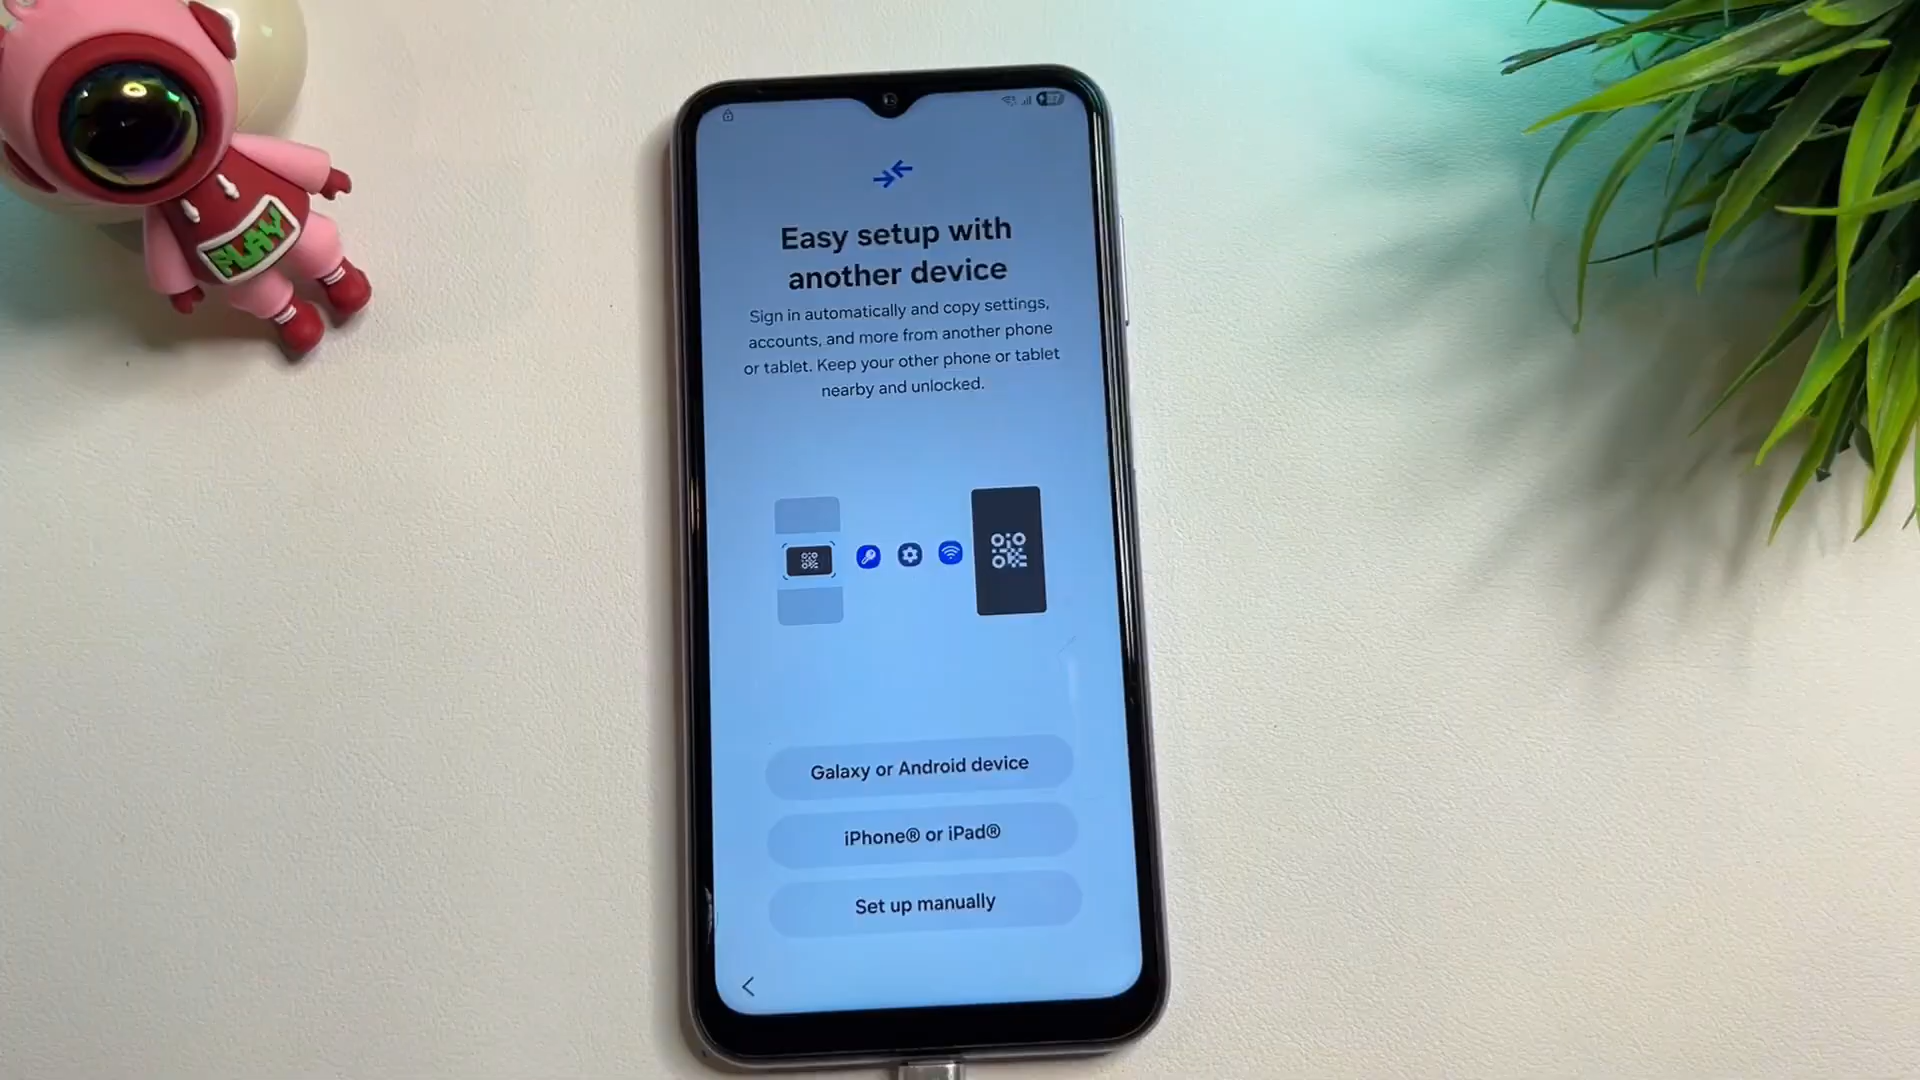 PLAY
Easy setup with
another device
Sign in automatically and copy settings,
accounts, and more from another phone
or tablet. Keep your other phone or tablet
nearby and unlocked.
Galaxy or Android device
iPhone® or iPad®
Set up manually